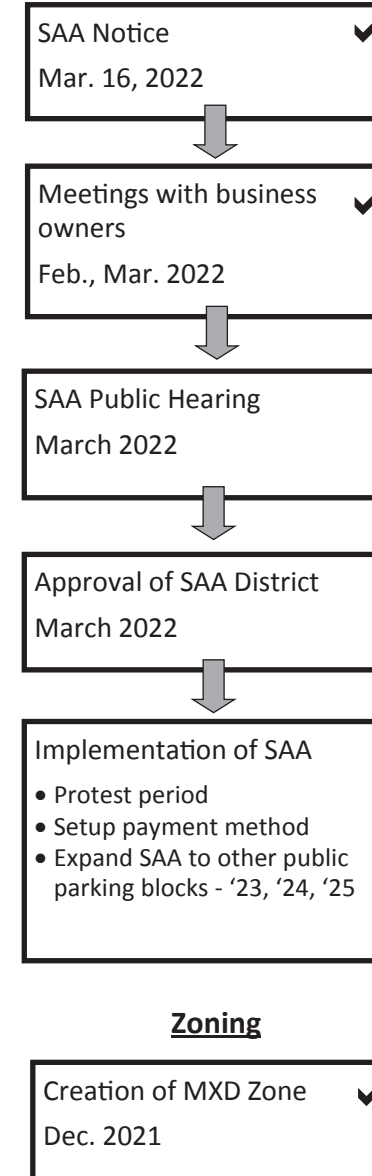 SAA Notice
Mar. 16, 2022
Meetings with business
owners
Feb., Mar. 2022
SAA Public Hearing
March 2022
Approval of SAA District
March 2022
Implementation of SAA
• Protest period
• Setup payment method
• Expand SAA to other public
parking blocks - ‘23, ‘24, ‘25
Zoning
Creation of MXD Zone
Dec. 2021